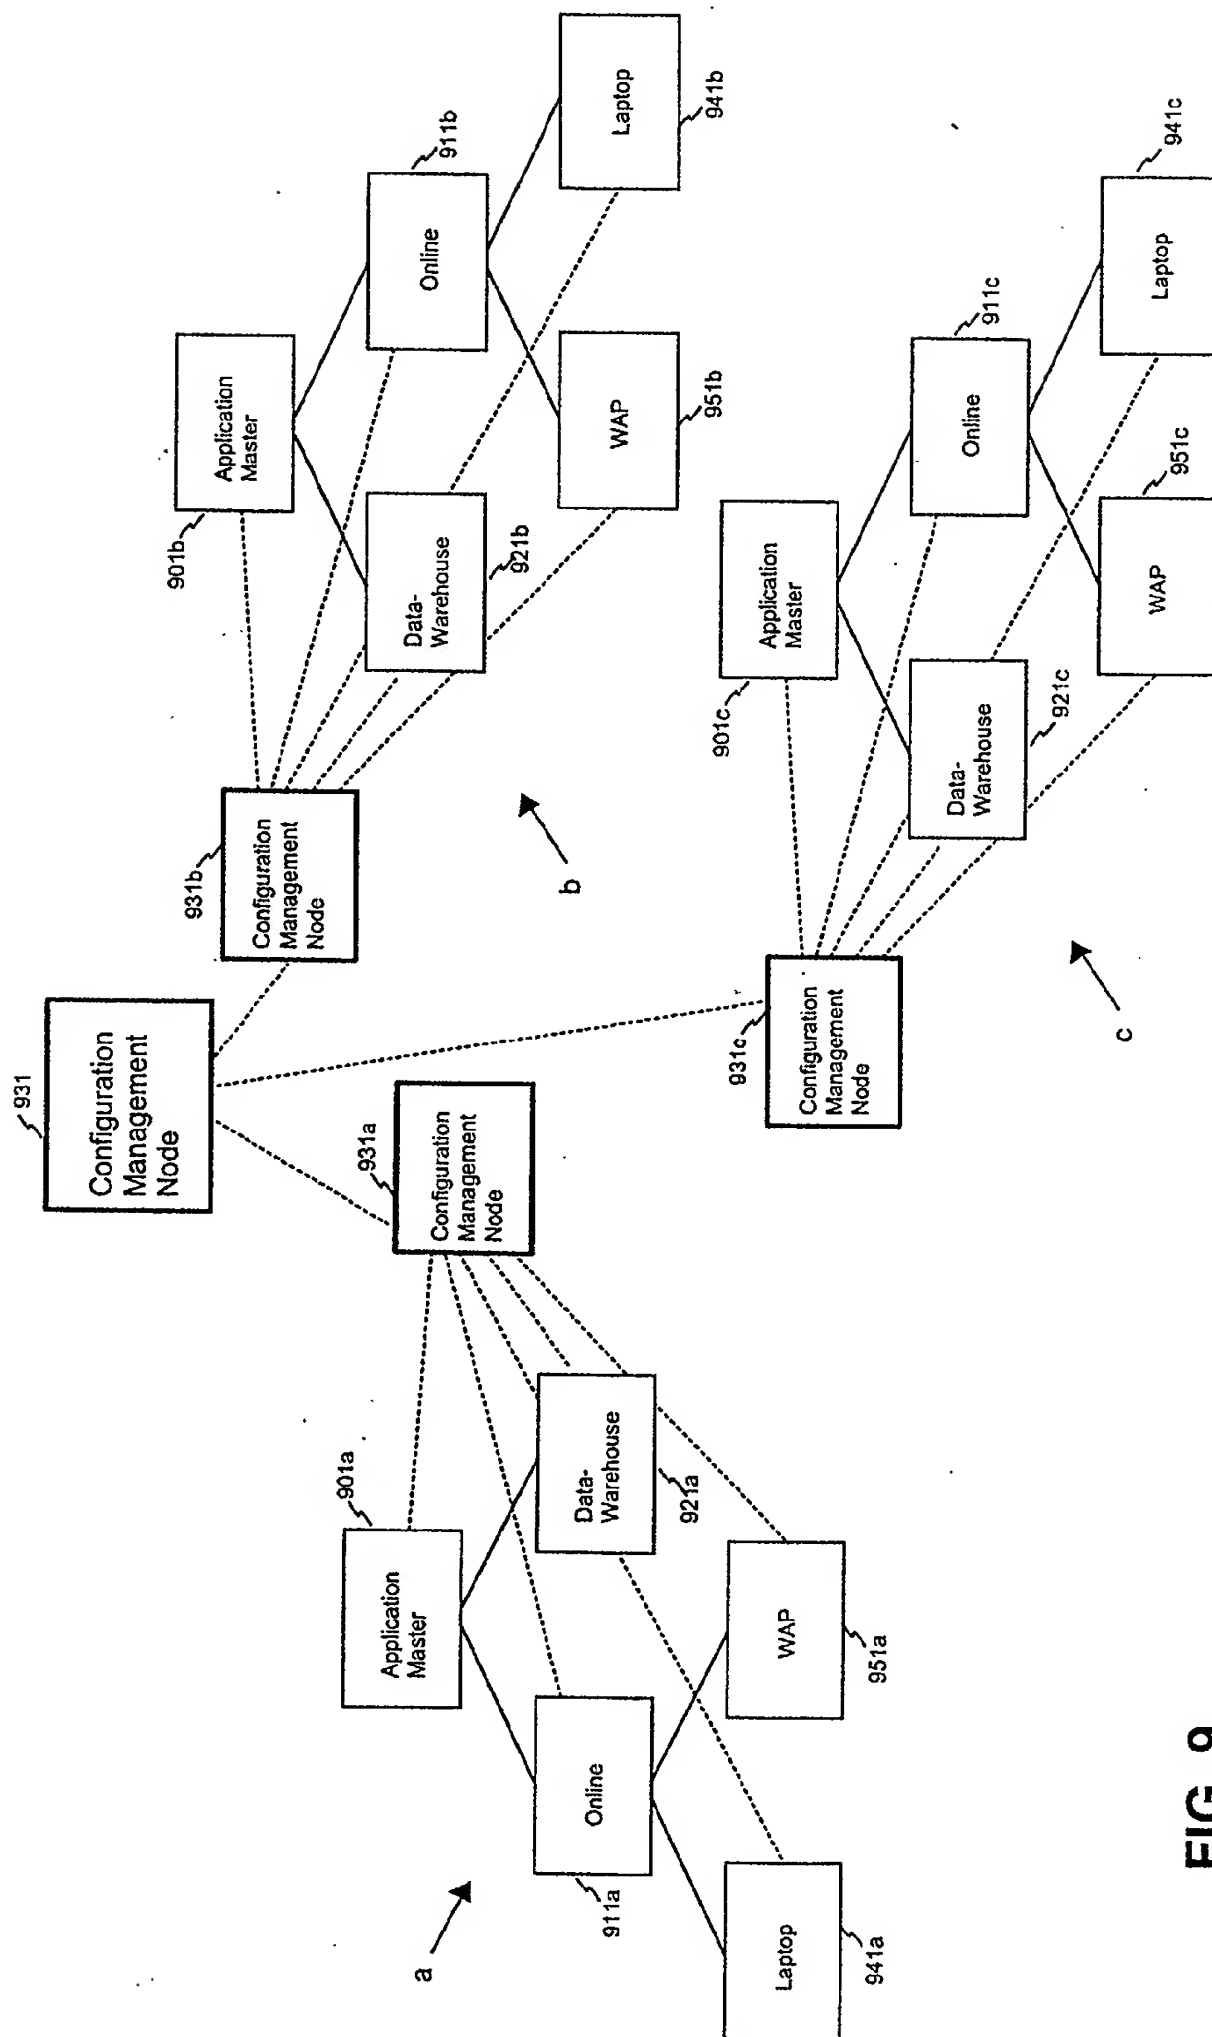 931
Configuration
Management
Node
931b
Configuration
Management
Node
901b
Application
Master
911b
Online
Data-
Warehouse
921b
WAP
951b
Laptop
941b
b
931a
Configuration
Management
Node
901a
Application
Master
911a
Online
Data-
Warehouse
921a
Laptop
941a
WAP
951a
a
931c
Configuration
Management
Node
901c
Application
Master
911c
Online
Data-
Warehouse
921c
WAP
951c
Laptop
941c
c
FIG. 9